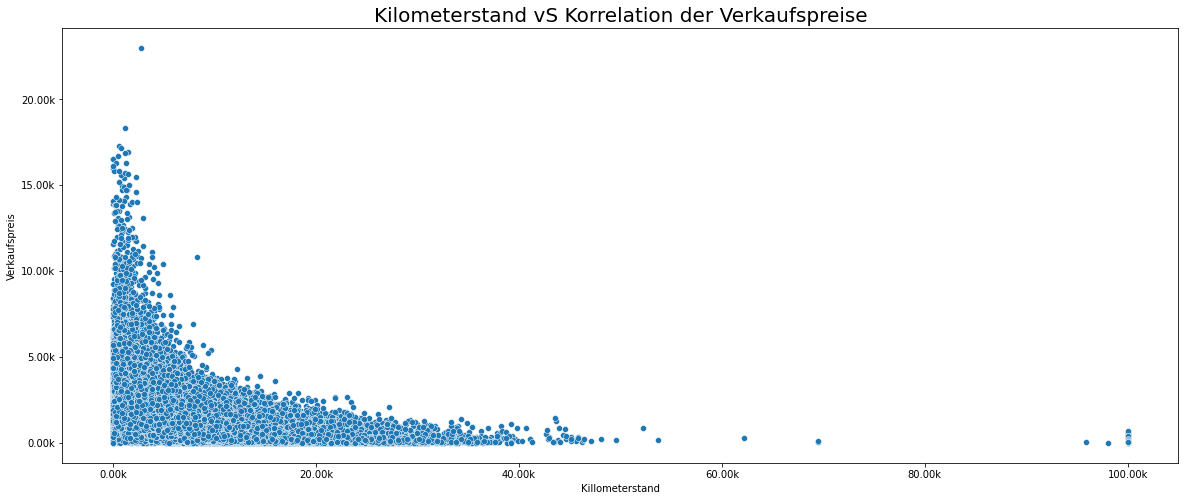 Kilometerstand vS Korrelation der Verkaufspreise
20.00k
15.00k
10.00k
5.00k
0.00k
Verkaufspreis
0.00k 20.00k 40.00k 60.00k 80.00k 100.00k
Killometerstand